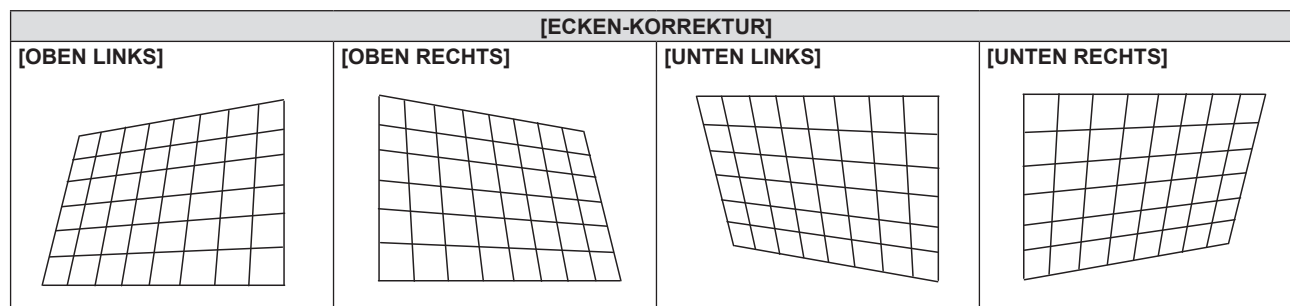 [ECKEN-KORREKTUR]
[OBEN LINKS] [OBEN RECHTS] [UNTEN LINKS] [UNTEN RECHTS]